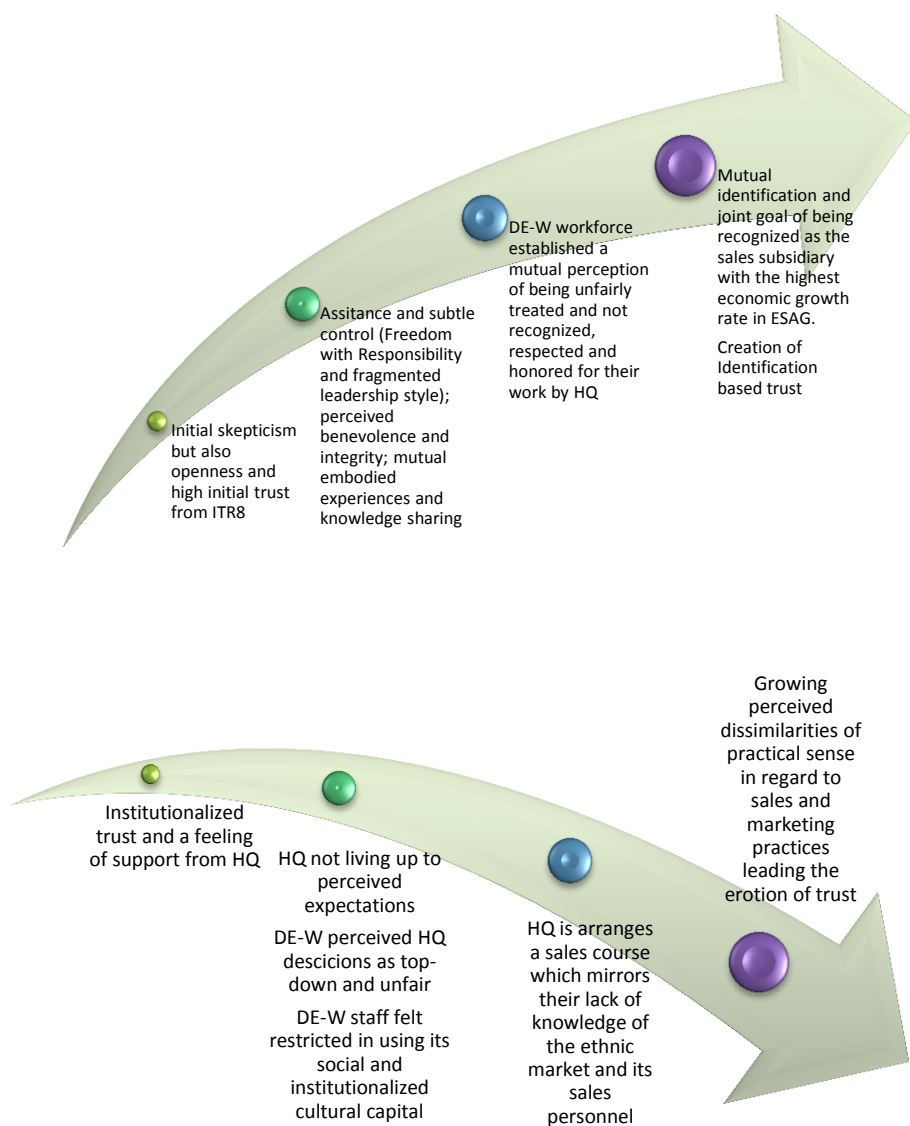 Initial skepticism
but also
openness and
high initial trust
from ITR8
Assitance and subtle
control (Freedom
with Responsibility
and fragmented
leadership style);
perceived
benevolence and
integrity; mutual
embodied
experiences and
knowledge sharing
DE-W workforce
established a
mutual perception
of being unfairly
treated and not
recognized,
respected and
honored for their
work by HQ
Mutual
identification and
joint goal of being
recognized as the
sales subsidiary
with the highest
economic growth
rate in ESAG.
Creation of
Identification
based trust
Institutionalized
trust and a feeling
of support from HQ
HQ not living up to
perceived
expectations
DE-W perceived HQ
descicions as top-
down and unfair
DE-W staff felt
restricted in using its
social and
institutionalized
cultural capital
HQ is arranges
a sales course
which mirrors
their lack of
knowledge of
the ethnic
market and its
sales
personnel
Growing
perceived
dissimilarities of
practical sense
in regard to
sales and
marketing
practices
leading the
erotion of trust